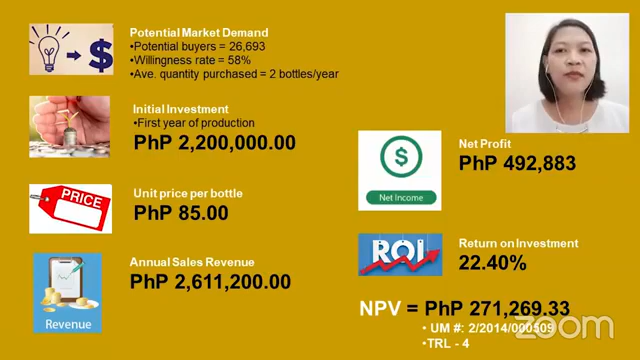 Potential Market Demand
•Potential buyers = 26,693
•Willingness rate = 58%
•Ave. quantity purchased = 2 bottles/year
Initial Investment
•First year of production
PhP 2,200,000.00
PRICE
Unit price per bottle
PhP 85.00
Revenue
Annual Sales Revenue
PhP 2,611,200.00
Net Income
Net Profit
PhP 492,883
ROI
Return on Investment
22.40%
NPV = PhP 271,269.33
• UM #: 2/2014/000509
•TRL - 4
zoom